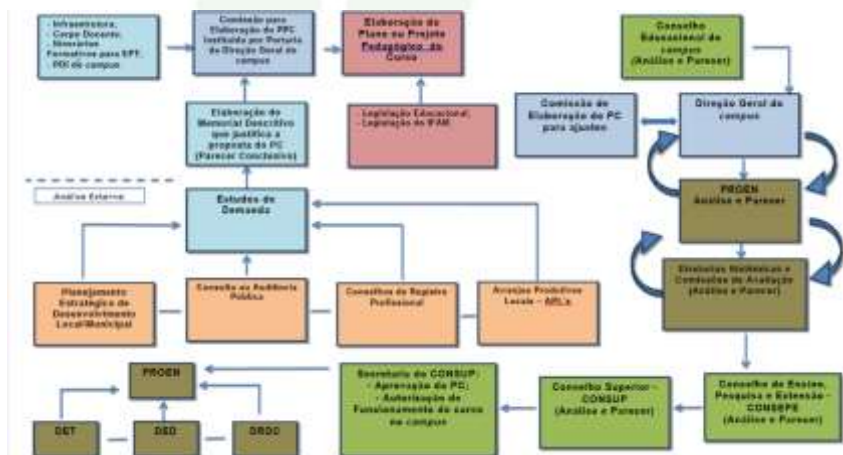 - Infraestrutura,
- Corpo Docente,
- Itinerários
Formativos para EPT,
PDI do campus
Comissão para
Elaboração do PPC
Instituída por Portaria
da Direção Geral do
campus
Elaboração do
Plano ou Projeto
Pedagógico do
Curso
Conselho
Educacional do
campus
(Análise e Parecer)
Elaboração do
Memorial Descritivo
que justifica a
proposta do PC
(Parecer Conclusivo)
- Legislação Educacional;
- Legislação do IFAM
Comissão de
Elaboração do PC
para ajustes
Direção Geral do
campus
Análise Externa
Estudos de
Demanda
PROEN
Análise e Parecer
Planejamento
Estratégico de
Desenvolvimento
Local/Municipal
Consulta ou Audiência
Pública
Conselhos de Registro
Profissional
Arranjos Produtivos
Locais – APL's
Diretorias Sistêmicas e
Comissões de Avaliação
(Análise e Parecer)
PROEN
DET
DED
Secretaria do CONSUP:
- Aprovação do PC;
- Autorização de
Funcionamento do curso
no campus
Conselho Superior -
CONSUP
(Análise e Parecer)
Conselho de Ensino,
Pesquisa e Extensão -
CONSEPE
(Análise e Parecer)